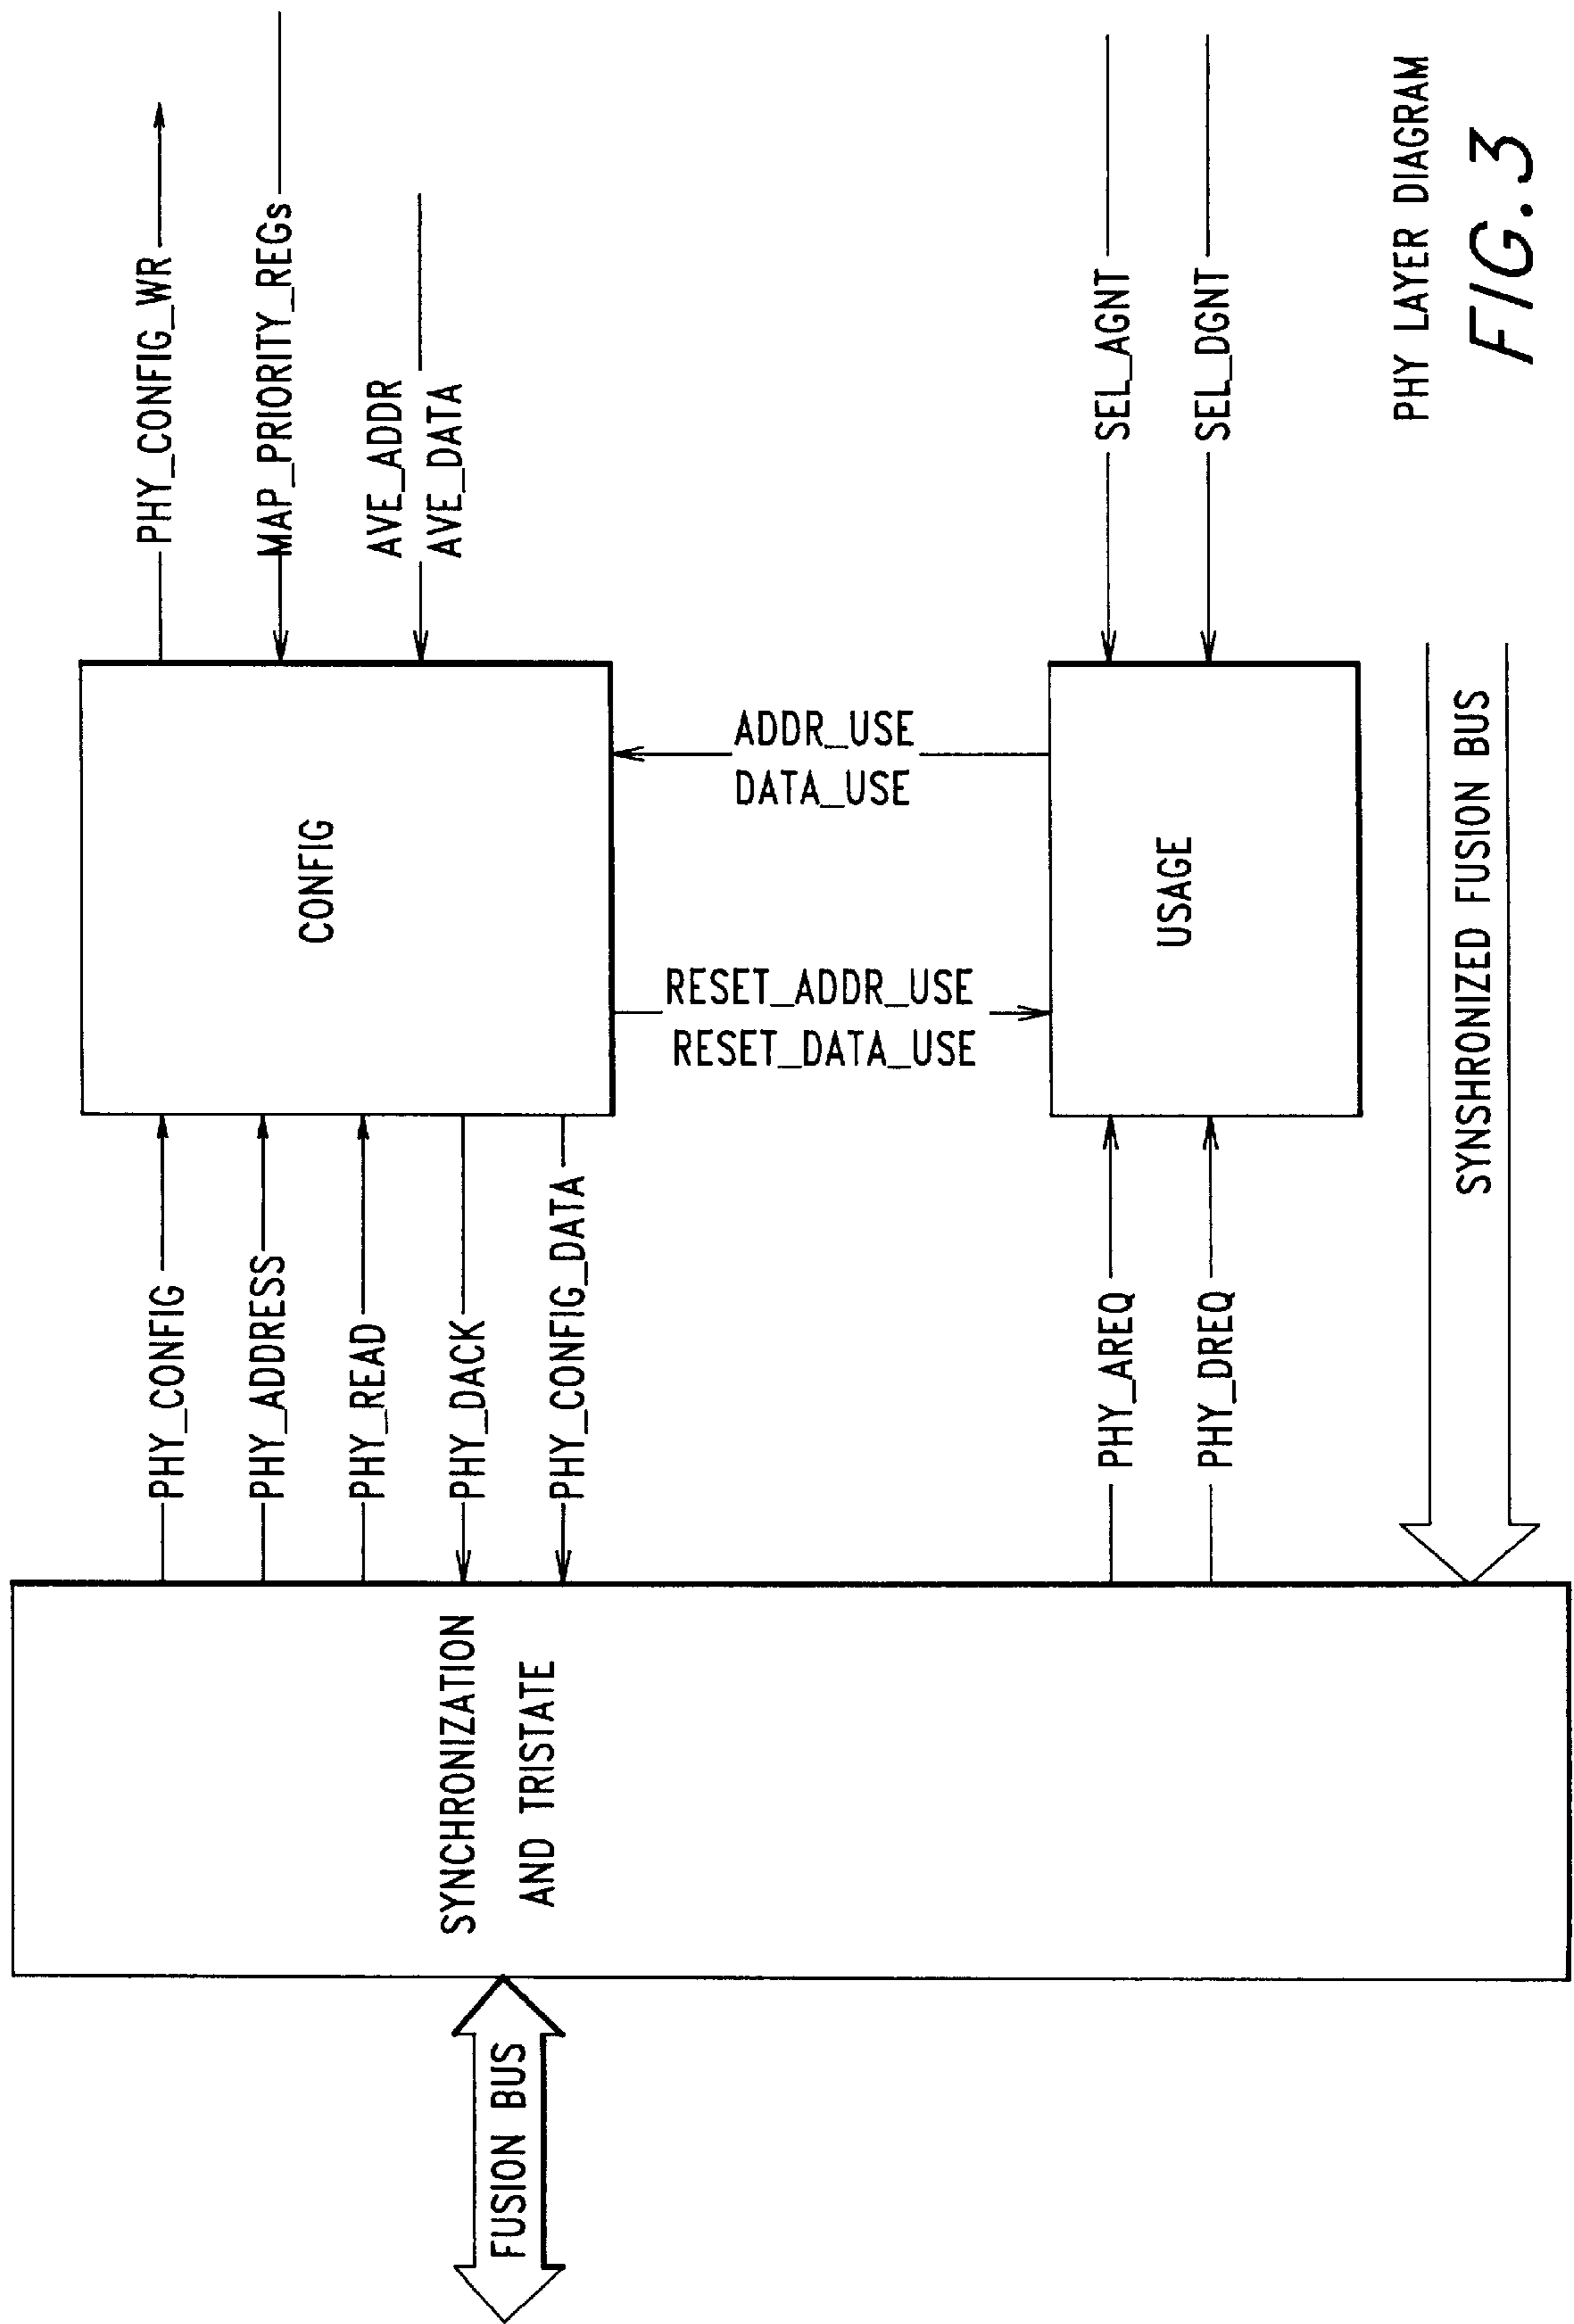 PHY_CONFIG_WR
MAP_PRIORITY_REGs
AVE_ADDR
AVE_DATA
CONFIG
PHY_CONFIG
PHY_ADDRESS
PHY_READ
PHY_DACK
PHY_CONFIG_DATA
ADDR_USE
DATA_USE
RESET_ADDR_USE
RESET_DATA_USE
SYNCHRONIZATION
AND TRISTATE
FUSION BUS
SEL_AGNT
SEL_DGNT
USAGE
PHY_AREQ
PHY_DREQ
SYNSHRONIZED FUSION BUS
PHY LAYER DIAGRAM
FIG.3